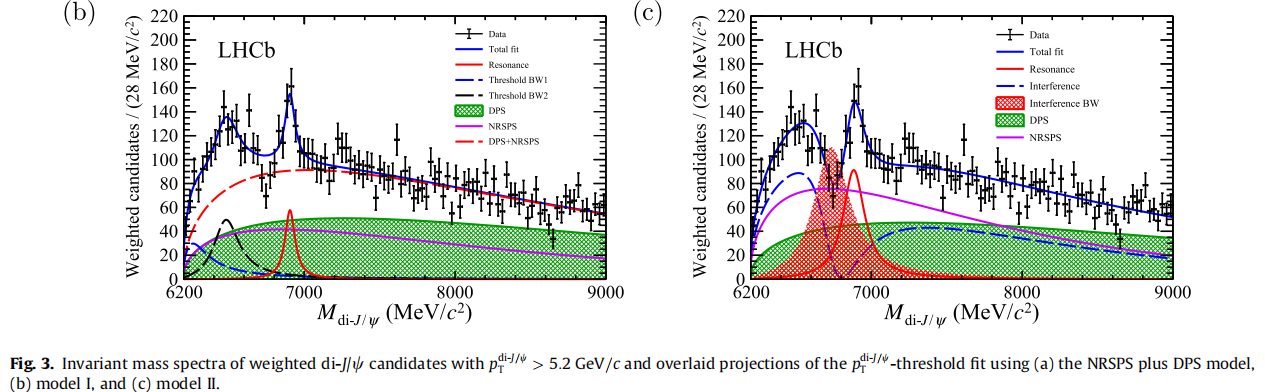 (b)
220
200
180
160
140
120
100
80
60
40
20
0
Weighted candidates / (28 MeV/c²)
LHCb
Data
Total fit
Resonance
Threshold BW1
Threshold BW2
DPS
NRSPS
DPS+NRSPS
6200 7000 8000 9000
M_di-J/ψ (MeV/c²)
(c)
220
200
180
160
140
120
100
80
60
40
20
0
Weighted candidates / (28 MeV/c²)
LHCb
Data
Total fit
Resonance
Interference
Interference BW
DPS
NRSPS
6200 7000 8000 9000
M_di-J/ψ (MeV/c²)
Fig. 3. Invariant mass spectra of weighted di-J/ψ candidates with p_T^di-J/ψ > 5.2 GeV/c and overlaid projections of the p_T^di-J/ψ-threshold fit using (a) the NRSPS plus DPS model,
(b) model I, and (c) model II.